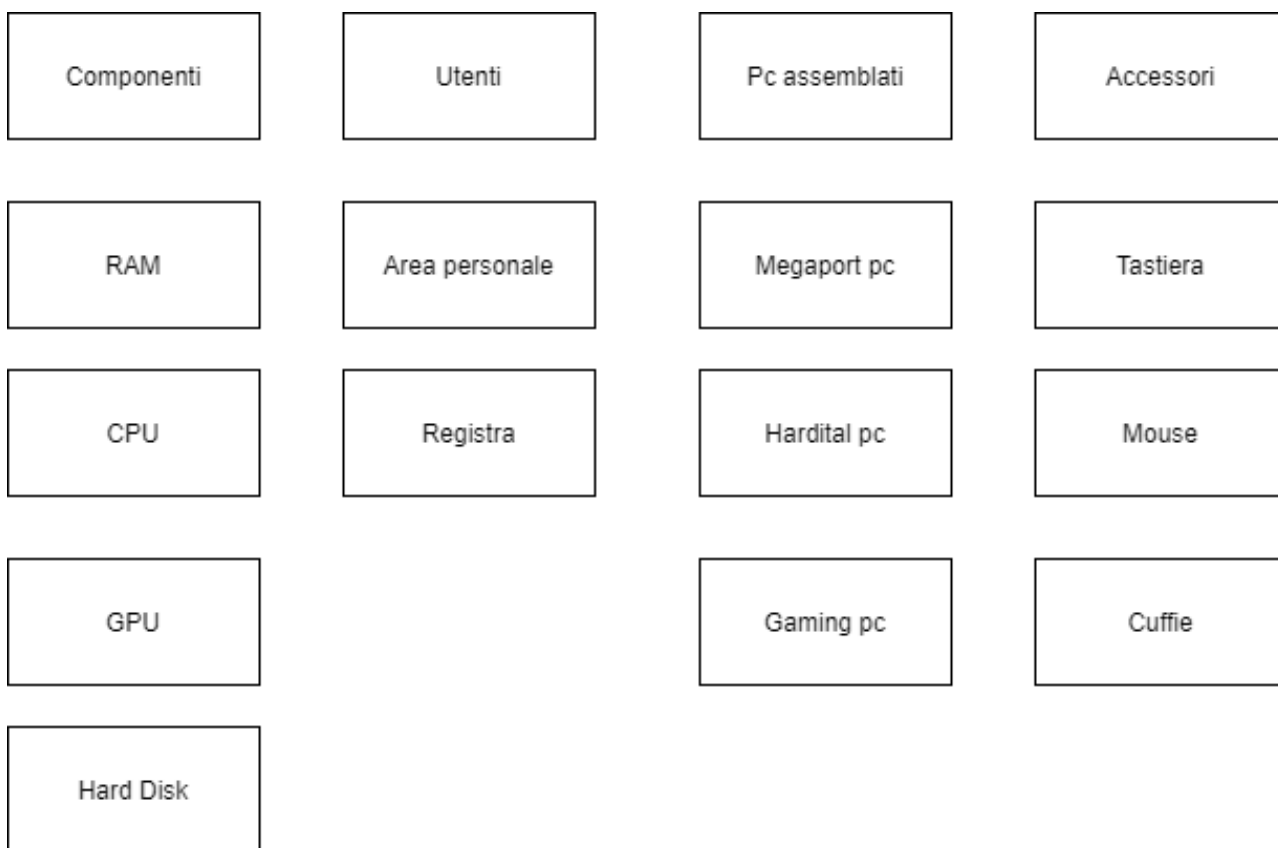 Componenti
Utenti
Pc assemblati
Accessori
RAM
Area personale
Megaport pc
Tastiera
CPU
Registra
Hardital pc
Mouse
GPU
Gaming pc
Cuffie
Hard Disk